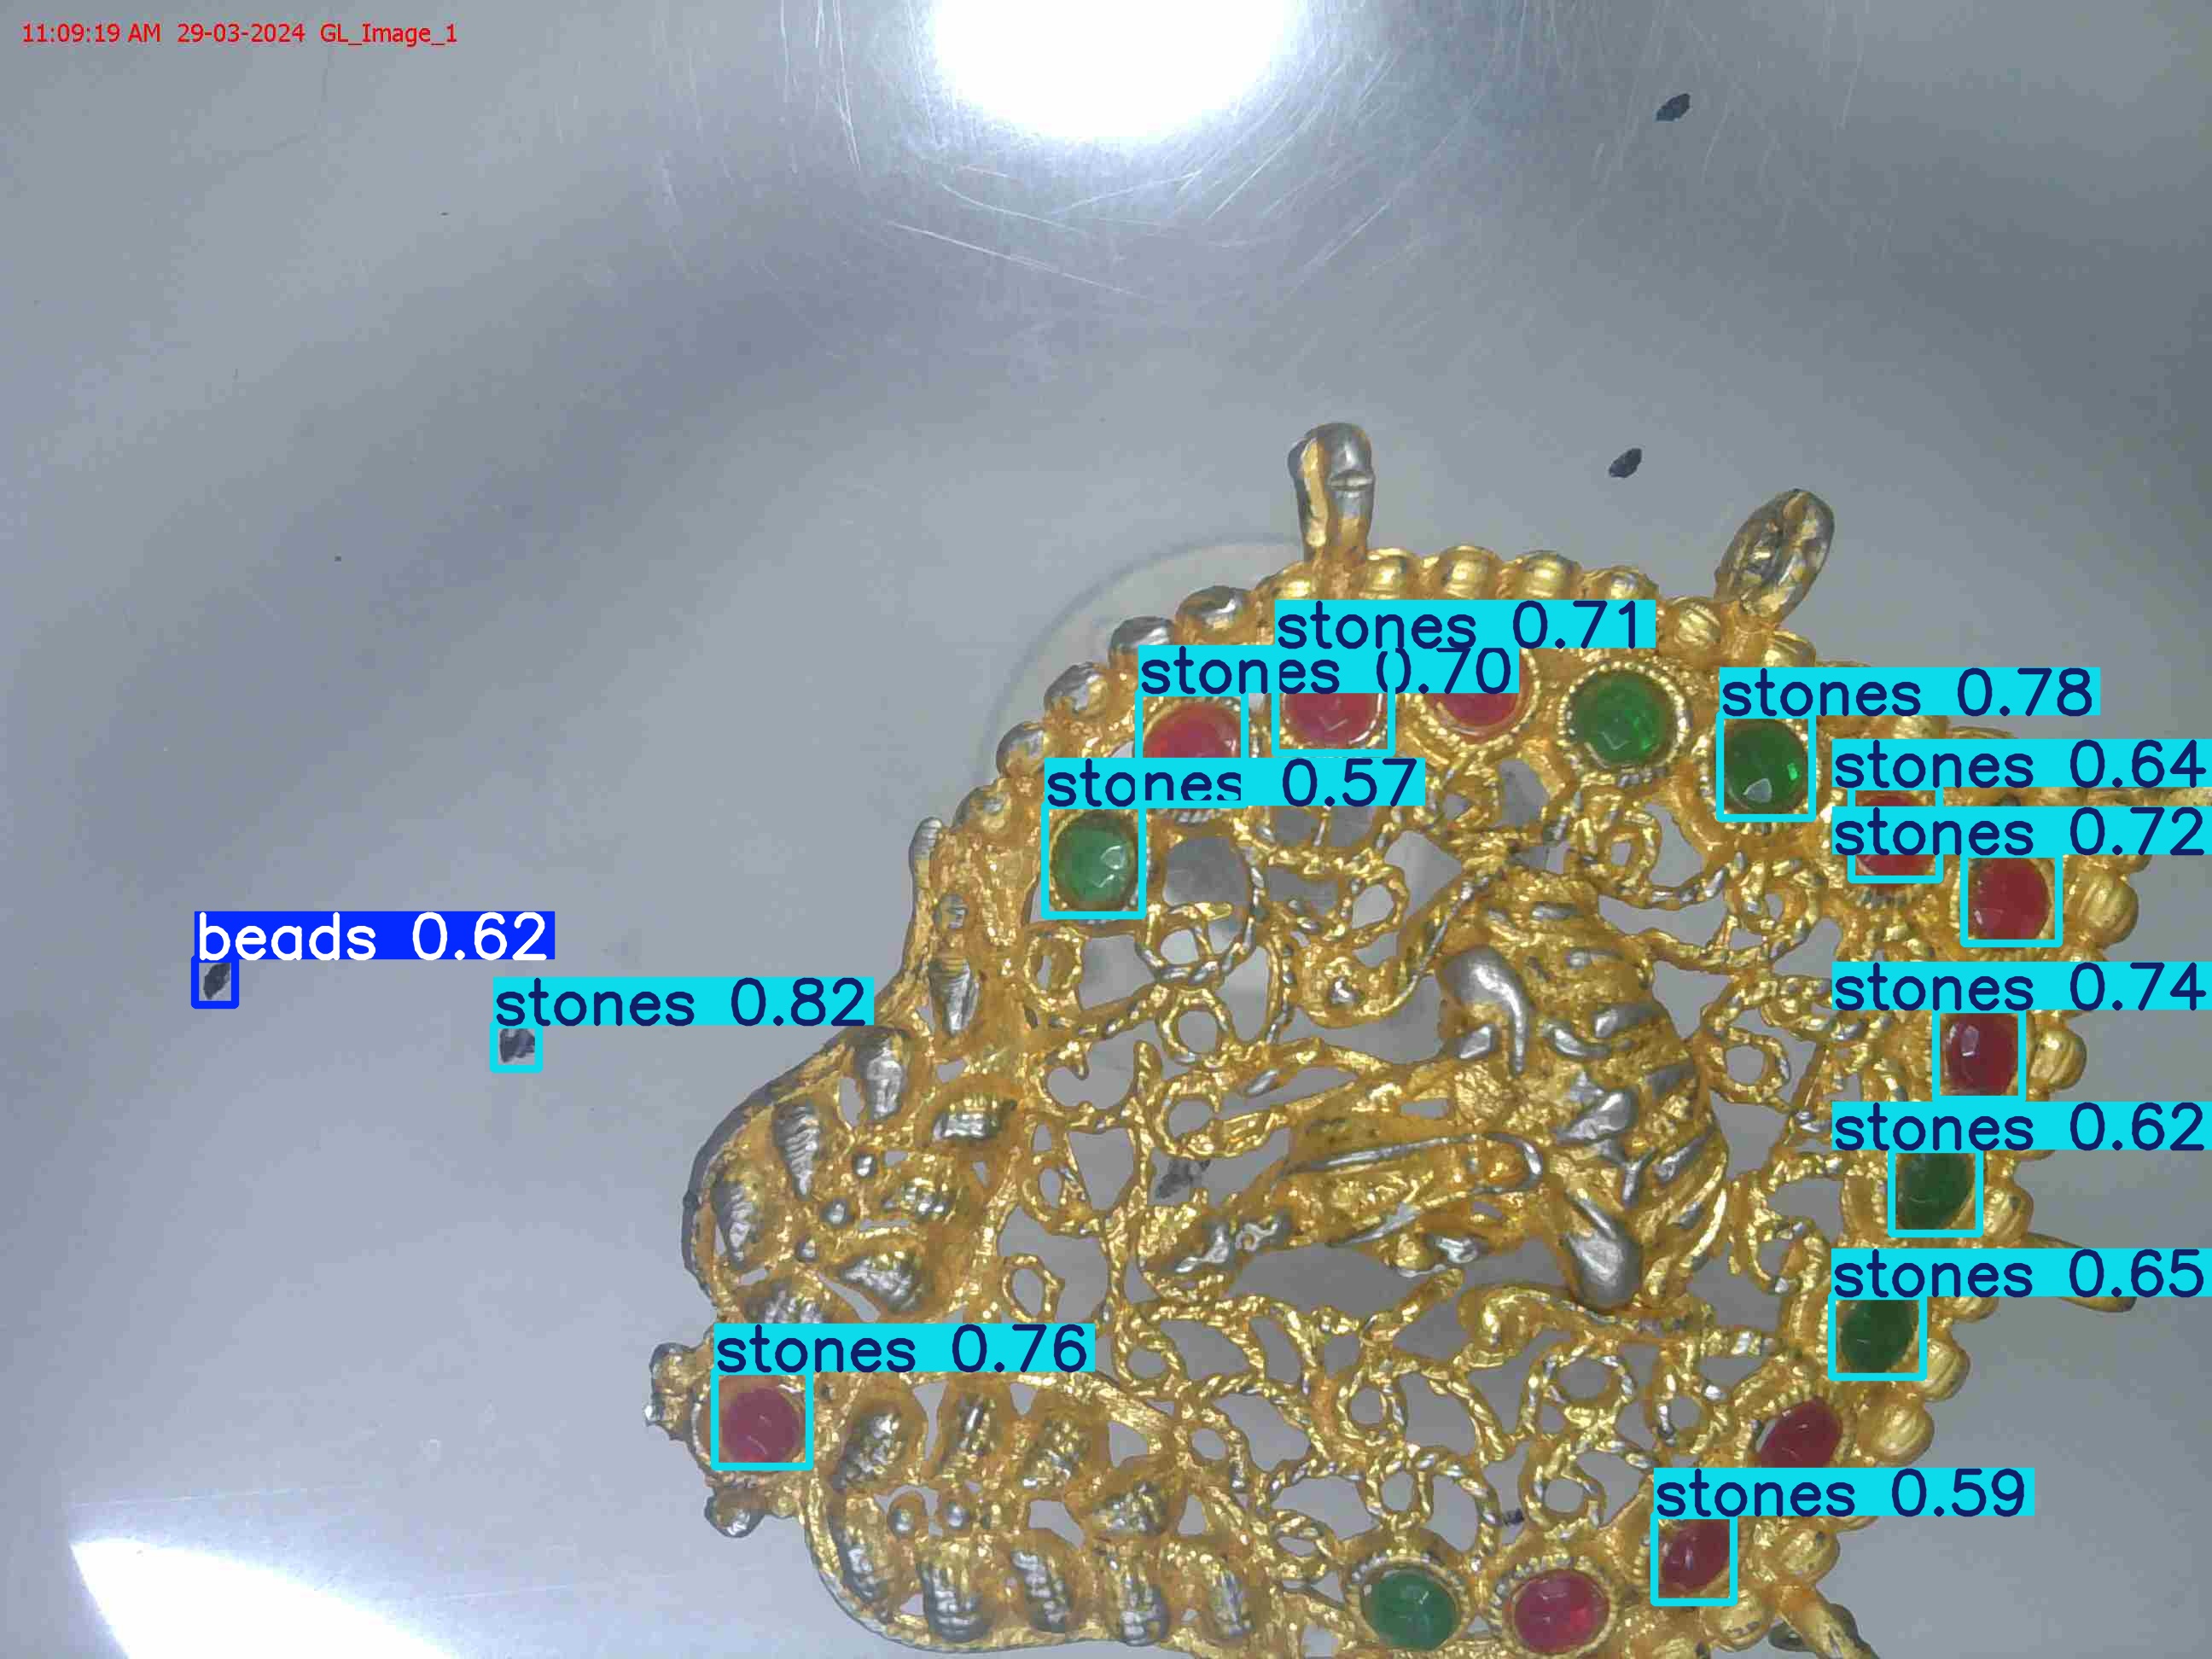 11:09:19 AM 29-03-2024 GL_Image_1
stones 0.71
stones 0.70
stones 0.78
stones 0.64
stones 0.57
stones 0.72
beads 0.62
stones 0.82
stones 0.74
stones 0.62
stones 0.65
stones 0.76
stones 0.59